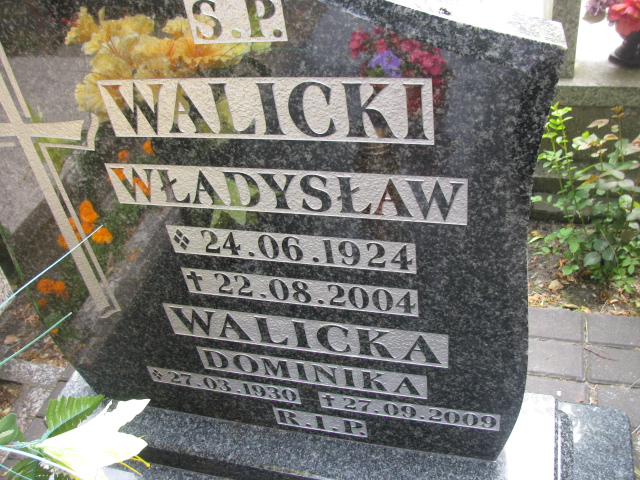 S.P.
WALICKI
WŁADYSŁAW
24.06.1924
✝22.08.2004
WALICKA
DOMINIKA
27.03.1930 ✝27.09.2009
R.I.P.